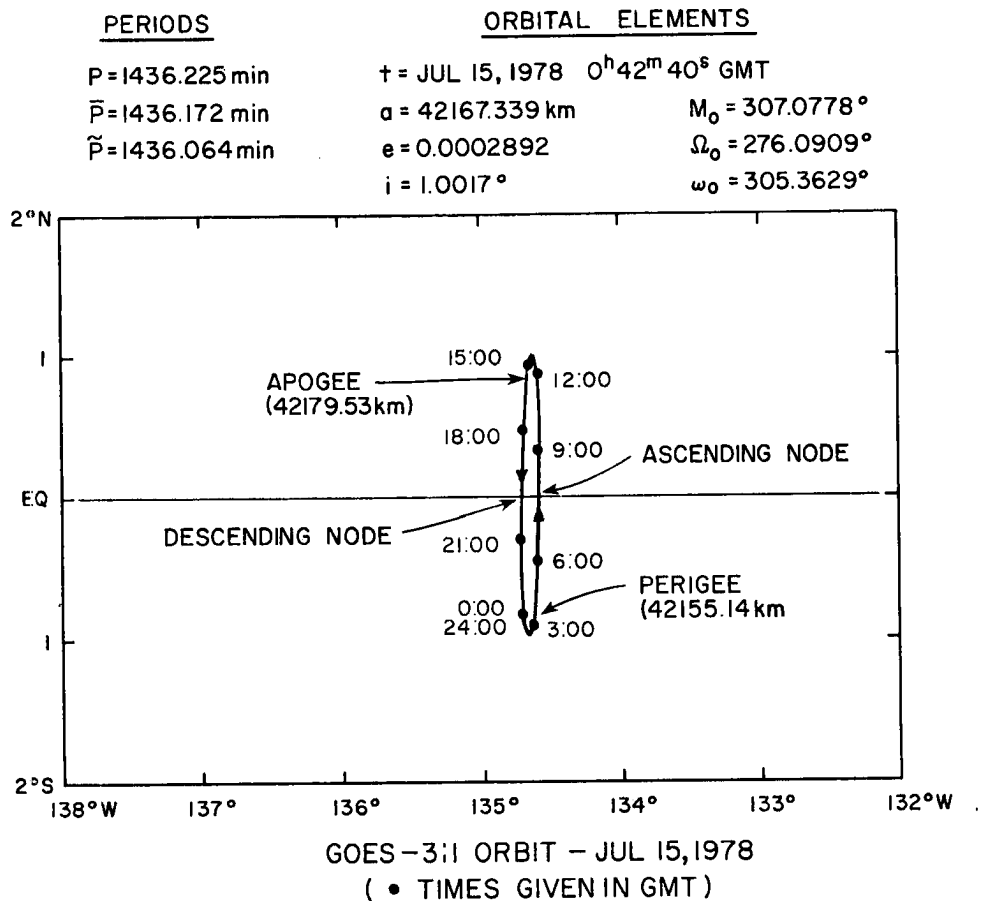 PERIODS
P=1436.225 min
P̄=1436.172 min
P̃=1436.064 min
ORBITAL ELEMENTS
t= JUL 15, 1978 0ʰ42ᵐ40ˢ GMT
a= 42167.339 km
e=0.0002892
i=1.0017°
M₀=307.0778°
Ω₀=276.0909°
ω₀=305.3629°
2°N
1
EQ
1
2°S
15:00
12:00
APOGEE
(42179.53km)
18:00
9:00
ASCENDING NODE
DESCENDING NODE
21:00
6:00
PERIGEE
(42155.14 km
0:00
24:00
3:00
138°W 137° 136° 135° 134° 133° 132°W
GOES-3:1 ORBIT - JUL 15, 1978
( • TIMES GIVEN IN GMT)